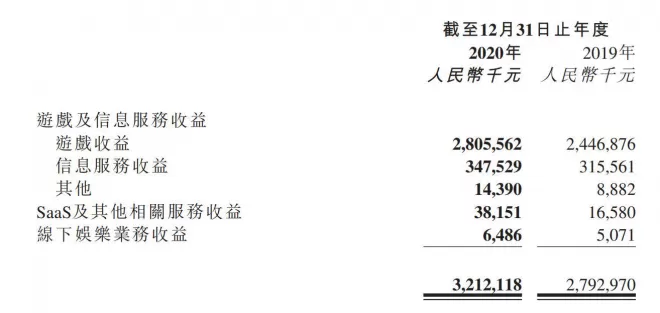 截至12月31日止年度
2020年 2019年
人民幣千元 人民幣千元
遊戲及信息服務收益
遊戲收益 2,805,562 2,446,876
信息服務收益 347,529 315,561
其他 14,390 8,882
SaaS及其他相關服務收益 38,151 16,580
線下娛樂業務收益 6,486 5,071
3,212,118 2,792,970